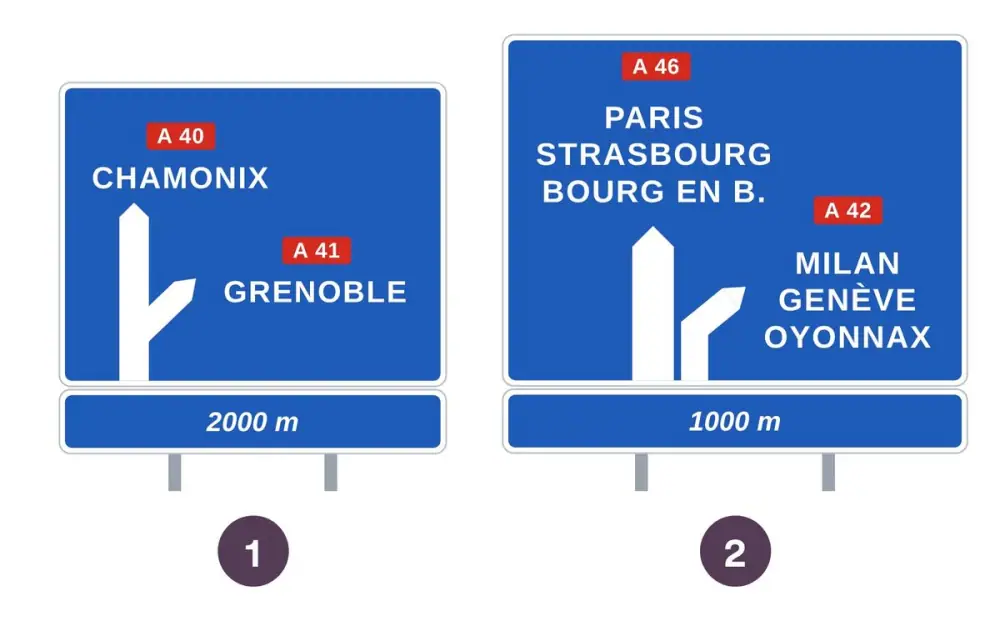 A 40
CHAMONIX
A 41
GRENOBLE
2000 m
1
A 46
PARIS
STRASBOURG
BOURG EN B.
A 42
MILAN
GENÈVE
OYONNAX
1000 m
2